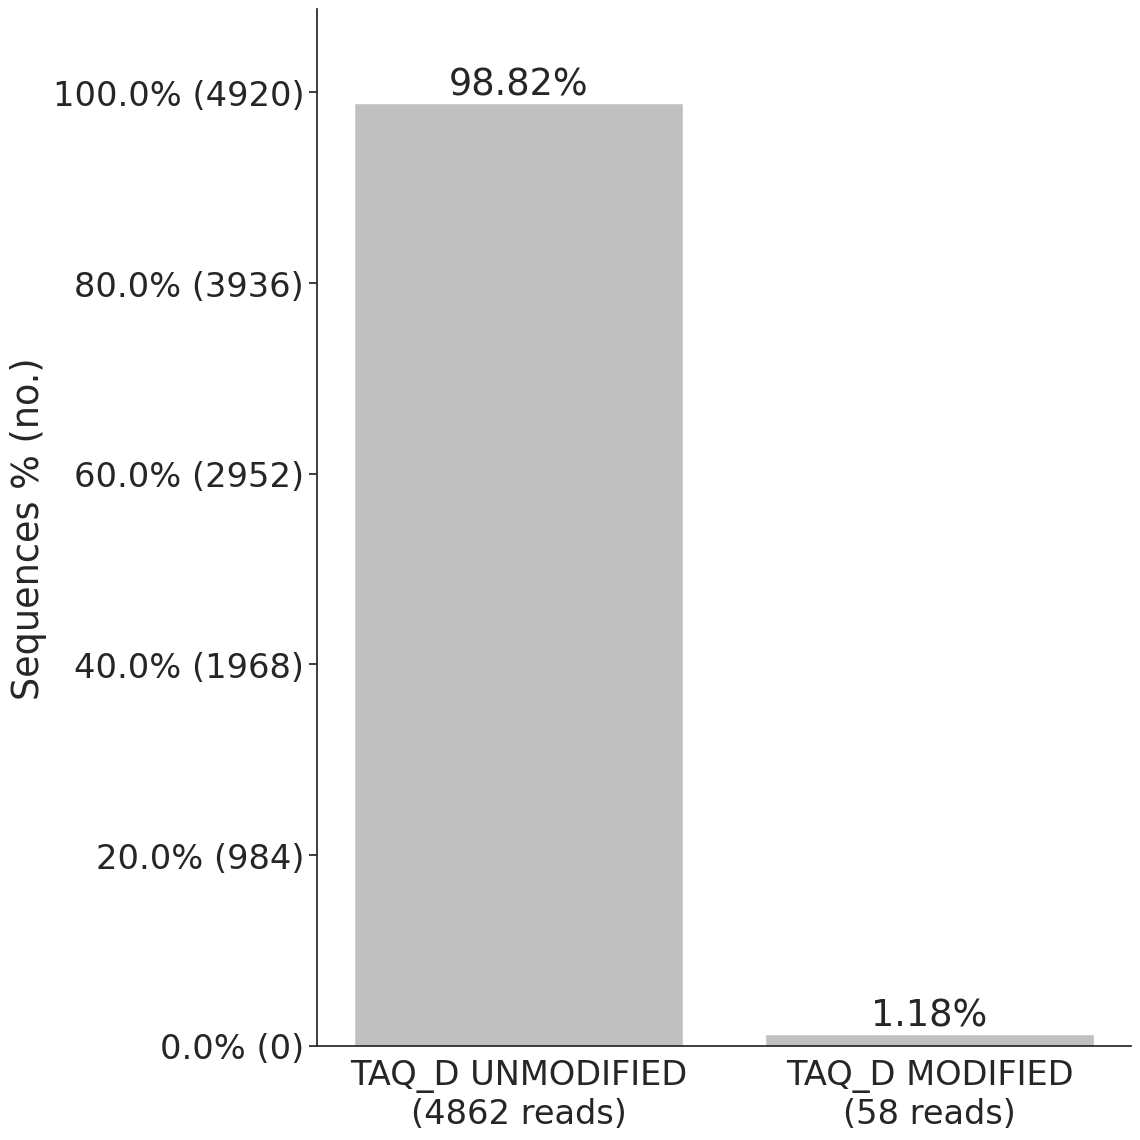 98.82%
100.0% (4920)
80.0% (3936)
60.0% (2952)
40.0% (1968)
20.0% (984)
0.0% (0)
Sequences % (no.)
1.18%
TAQ_D UNMODIFIED
(4862 reads)
TAQ_D MODIFIED
(58 reads)